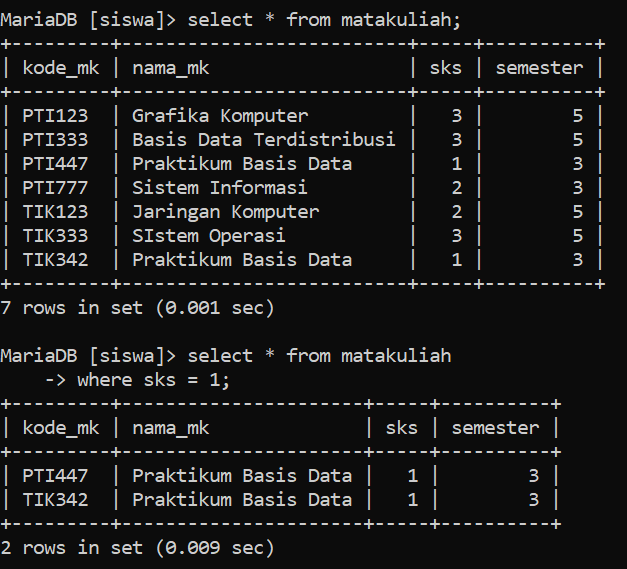 MariaDB [siswa]> select * from matakuliah;
+---------+--------------------------+-----+----------+
| kode_mk | nama_mk                  | sks | semester |
+---------+--------------------------+-----+----------+
| PTI123  | Grafika Komputer         |   3 |        5 |
| PTI333  | Basis Data Terdistribusi |   3 |        5 |
| PTI447  | Praktikum Basis Data     |   1 |        3 |
| PTI777  | Sistem Informasi         |   2 |        3 |
| TIK123  | Jaringan Komputer        |   2 |        5 |
| TIK333  | SIstem Operasi           |   3 |        5 |
| TIK342  | Praktikum Basis Data     |   1 |        3 |
+---------+--------------------------+-----+----------+
7 rows in set (0.001 sec)

MariaDB [siswa]> select * from matakuliah
    -> where sks = 1;
+---------+----------------------+-----+----------+
| kode_mk | nama_mk              | sks | semester |
+---------+----------------------+-----+----------+
| PTI447  | Praktikum Basis Data |   1 |        3 |
| TIK342  | Praktikum Basis Data |   1 |        3 |
+---------+----------------------+-----+----------+
2 rows in set (0.009 sec)